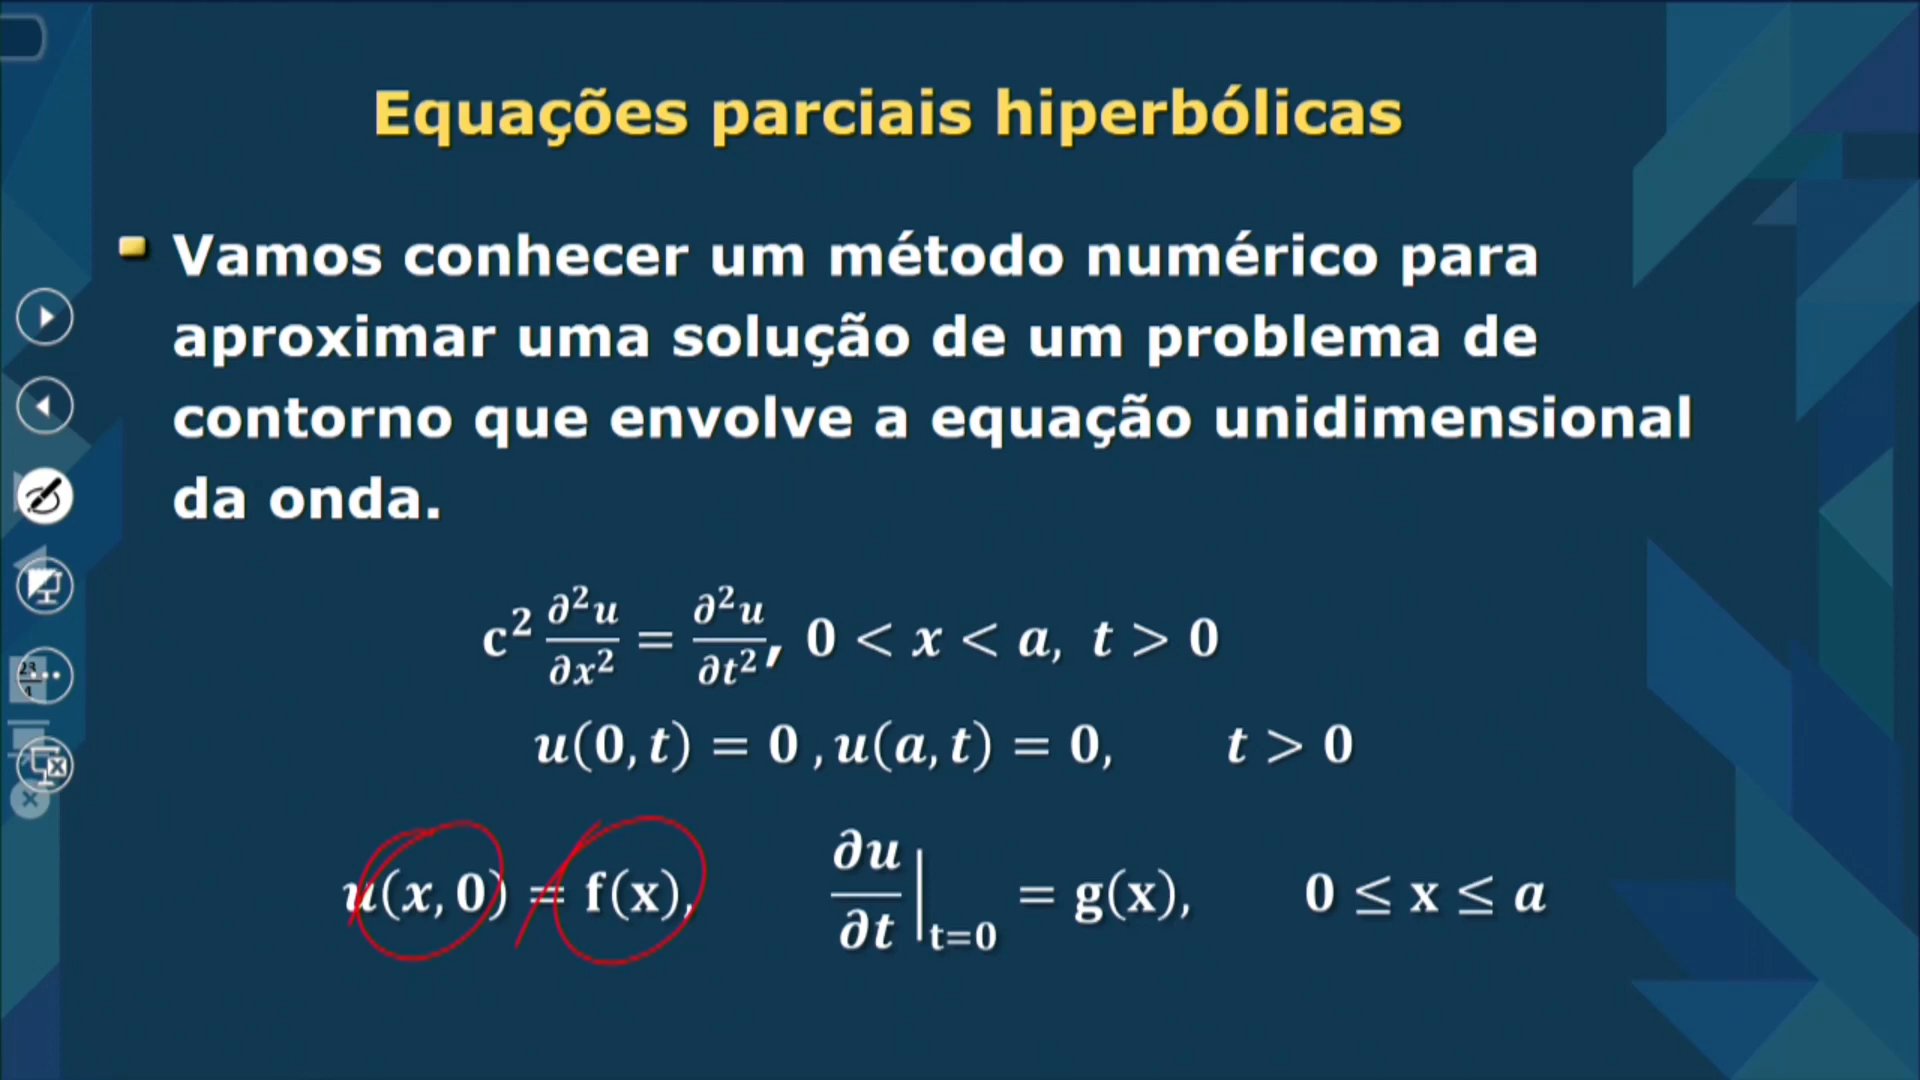 Equações parciais hiperbólicas
Vamos conhecer um método numérico para
aproximar uma solução de um problema de
contorno que envolve a equação unidimensional
da onda.
c² ∂²u/∂x² = ∂²u/∂t², 0 < x < a, t > 0
u(0, t) = 0 , u(a, t) = 0, t > 0
u(x, 0) = f(x), ∂u/∂t|t=0 = g(x), 0 ≤ x ≤ a